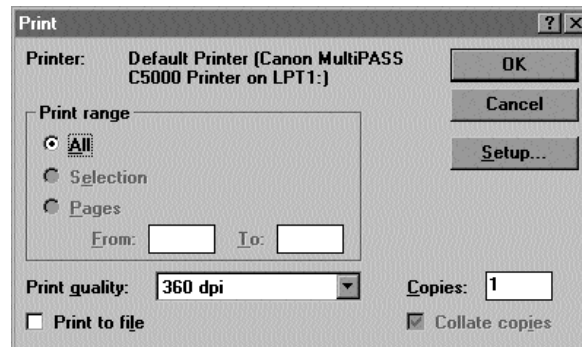 Print
Printer: Default Printer (Canon MultiPASS
C5000 Printer on LPT1:)
OK
Cancel
Setup...
Print range
All
Selection
Pages
From: To:
Print quality: 360 dpi
Copies: 1
Print to file
Collate copies